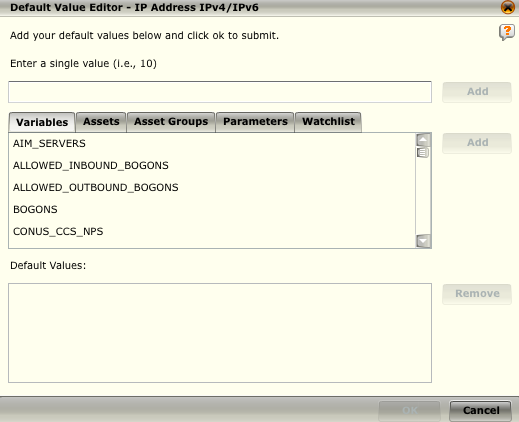 Default Value Editor - IP Address IPv4/IPv6
Add your default values below and click ok to submit.
?
Enter a single value (i.e., 10)
Add
Variables Assets Asset Groups Parameters Watchlist
AIM_SERVERS
Add
ALLOWED_INBOUND_BOGONS
ALLOWED_OUTBOUND_BOGONS
BOGONS
CONUS_CCS_NPS
Default Values:
Remove
OK Cancel